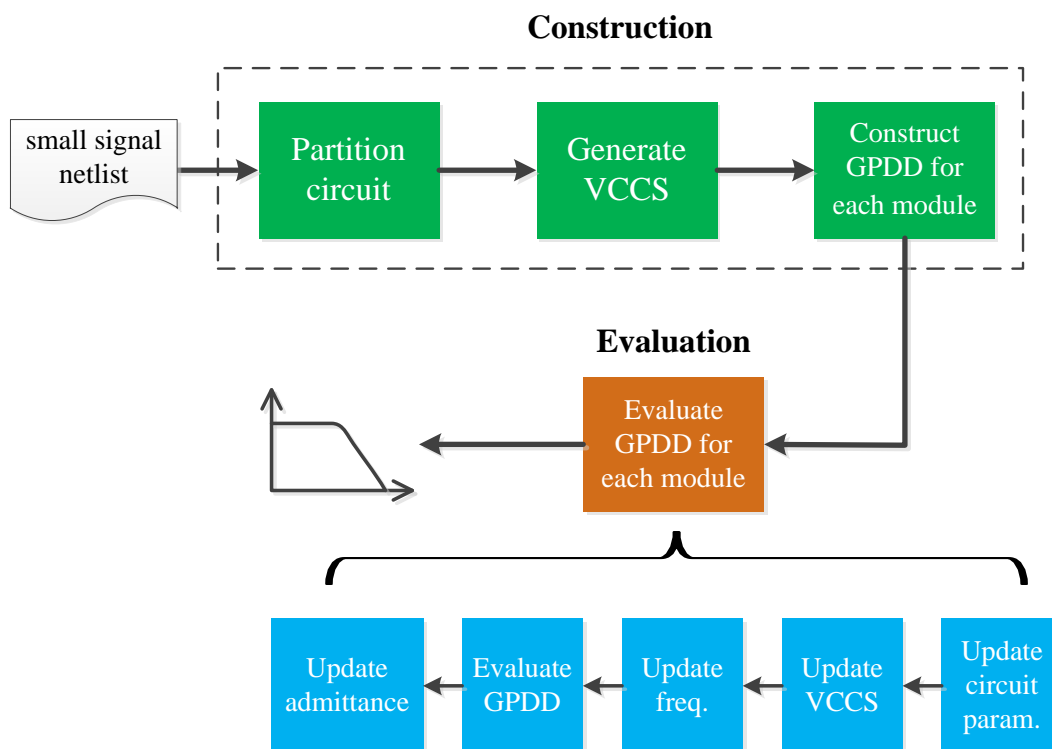 Construction
small signal
netlist
Partition
circuit
Generate
VCCS
Construct
GPDD for
each module
Evaluation
Evaluate
GPDD for
each module
Update
admittance
Evaluate
GPDD
Update
freq.
Update
VCCS
Update
circuit
param.